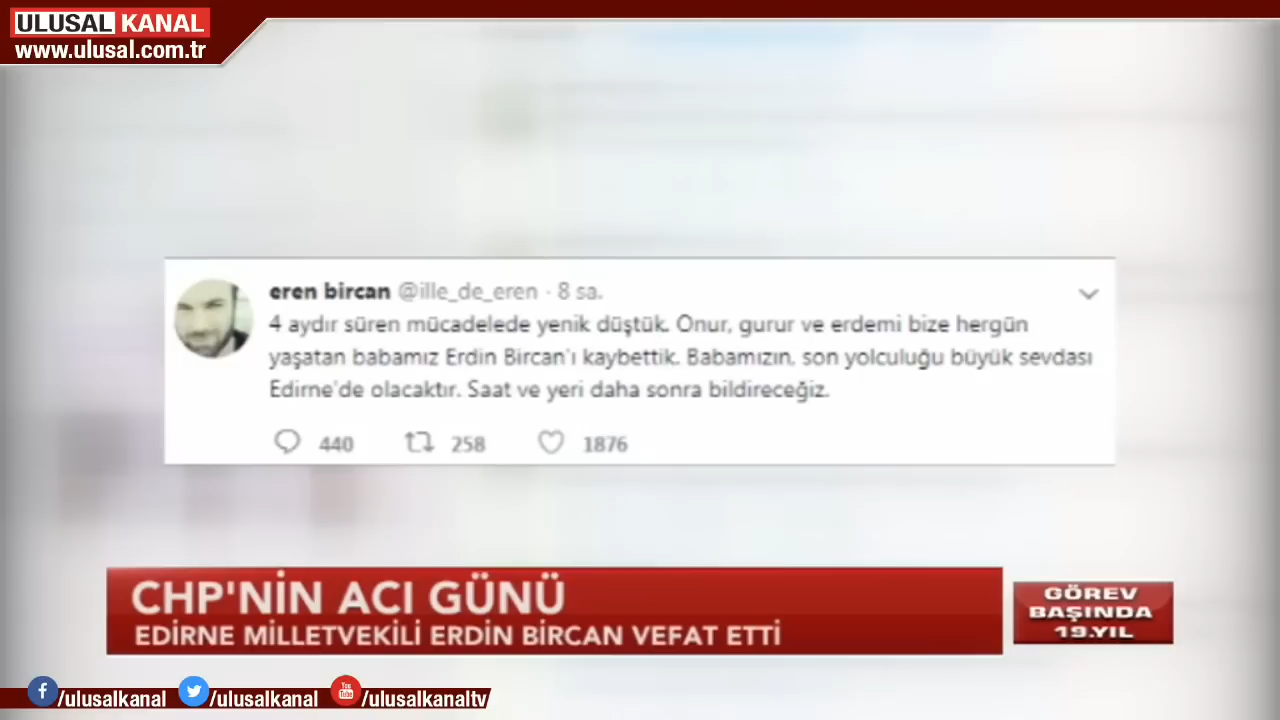 ULUSAL KANAL
www.ulusal.com.tr
eren bircan @ille_de_eren · 8 sa.
4 aydır süren mücadelede yenik düştük. Onur, gurur ve erdemi bize hergün
yaşatan babamız Erdin Bircan'ı kaybettik. Babamızın, son yolculuğu büyük sevdası
Edirne'de olacaktır. Saat ve yeri daha sonra bildireceğiz.
440 258 1876
CHP'NİN ACI GÜNÜ
EDİRNE MİLLETVEKİLİ ERDİN BİRCAN VEFAT ETTİ
GÖREV
BAŞINDA
19.YIL
/ulusalkanal /ulusalkanal You Tube /ulusalkanaltv